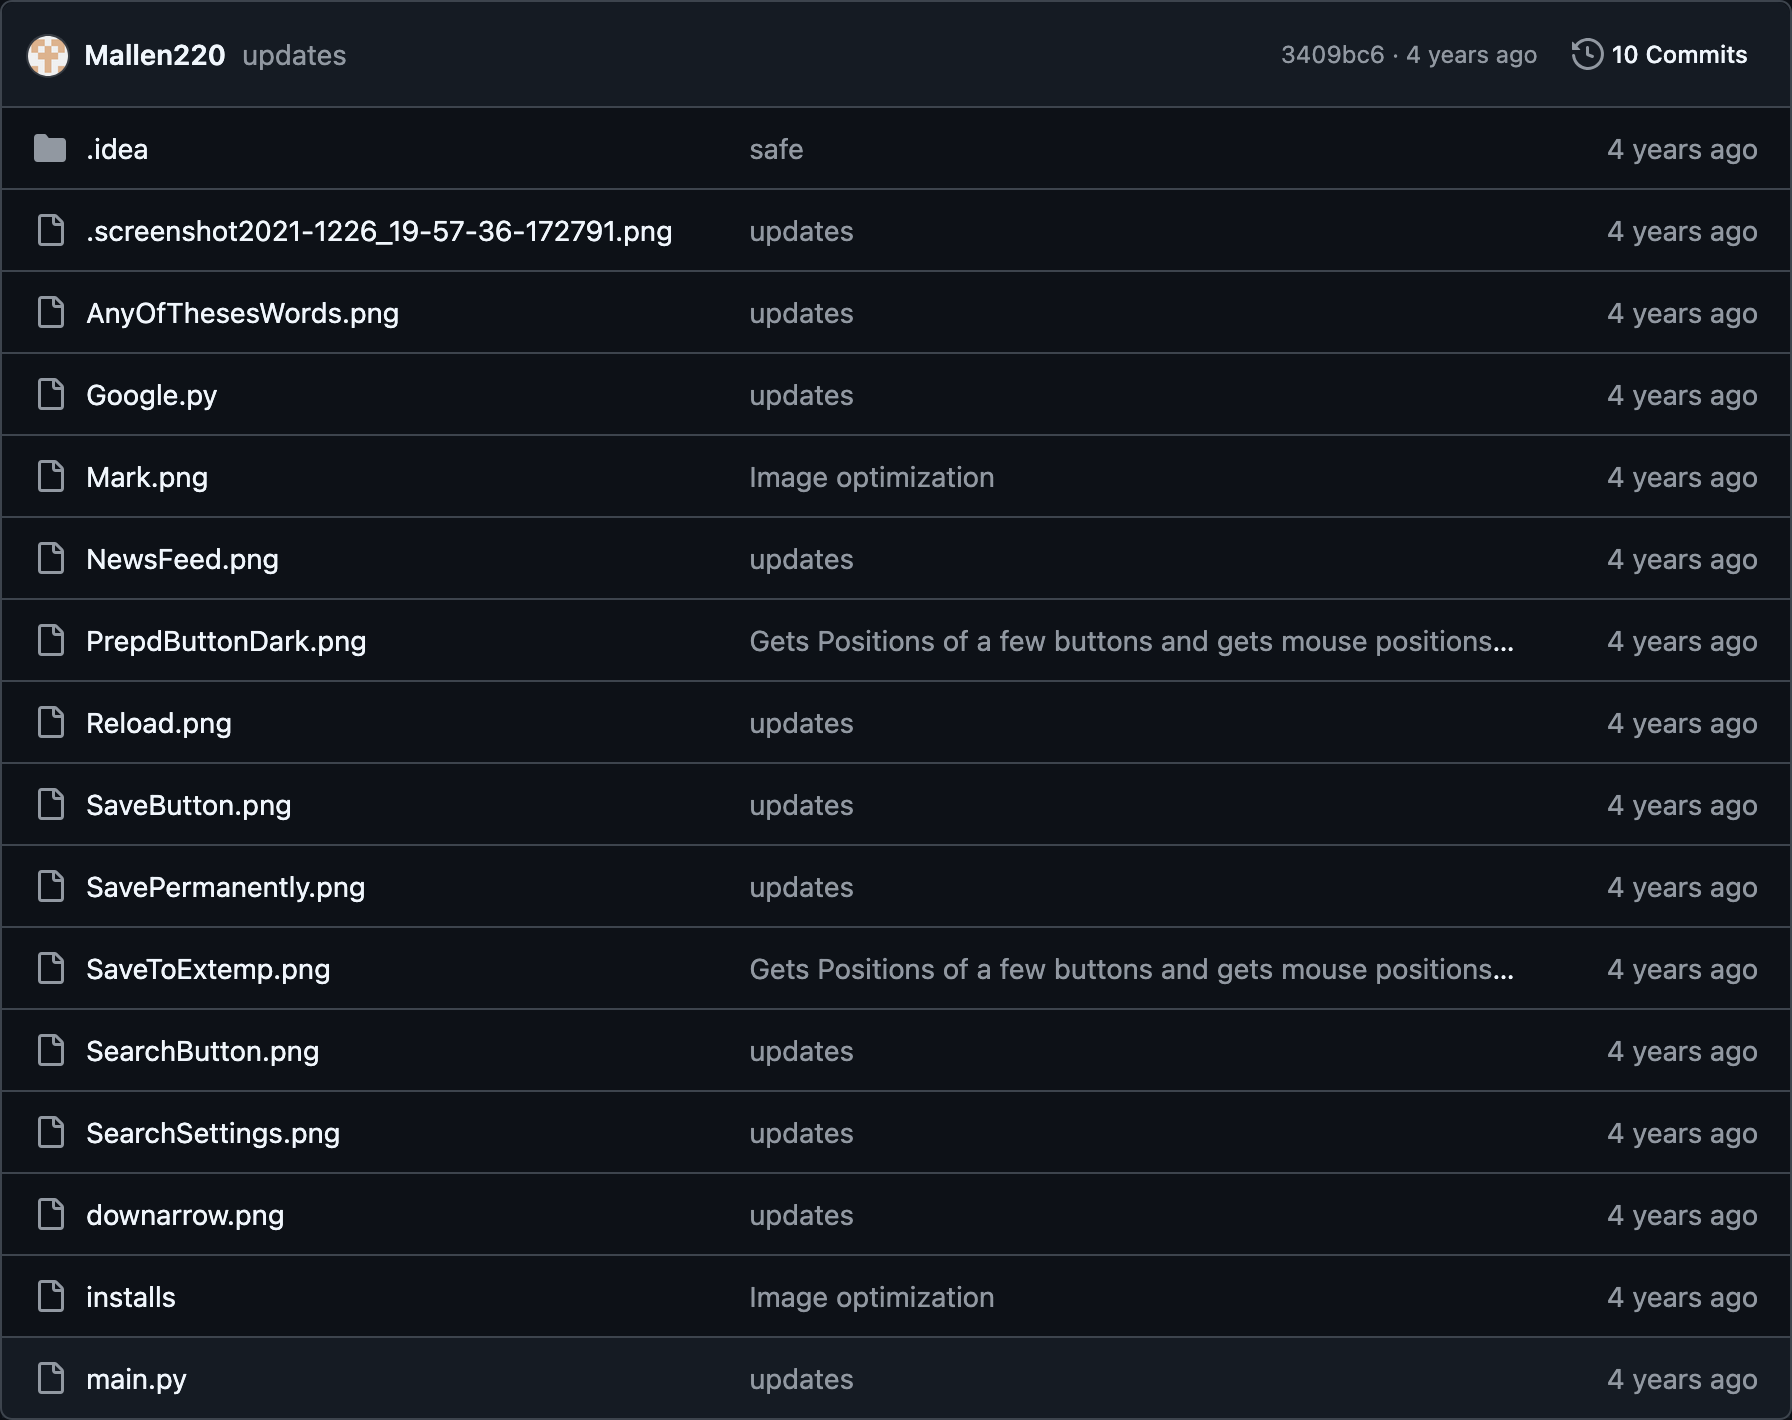 Mallen220 updates 3409bc6 · 4 years ago 10 Commits
.idea safe 4 years ago
.screenshot2021-1226_19-57-36-172791.png updates 4 years ago
AnyOfThesesWords.png updates 4 years ago
Google.py updates 4 years ago
Mark.png Image optimization 4 years ago
NewsFeed.png updates 4 years ago
PrepdButtonDark.png Gets Positions of a few buttons and gets mouse positions... 4 years ago
Reload.png updates 4 years ago
SaveButton.png updates 4 years ago
SavePermanently.png updates 4 years ago
SaveToExtemp.png Gets Positions of a few buttons and gets mouse positions... 4 years ago
SearchButton.png updates 4 years ago
SearchSettings.png updates 4 years ago
downarrow.png updates 4 years ago
installs Image optimization 4 years ago
main.py updates 4 years ago